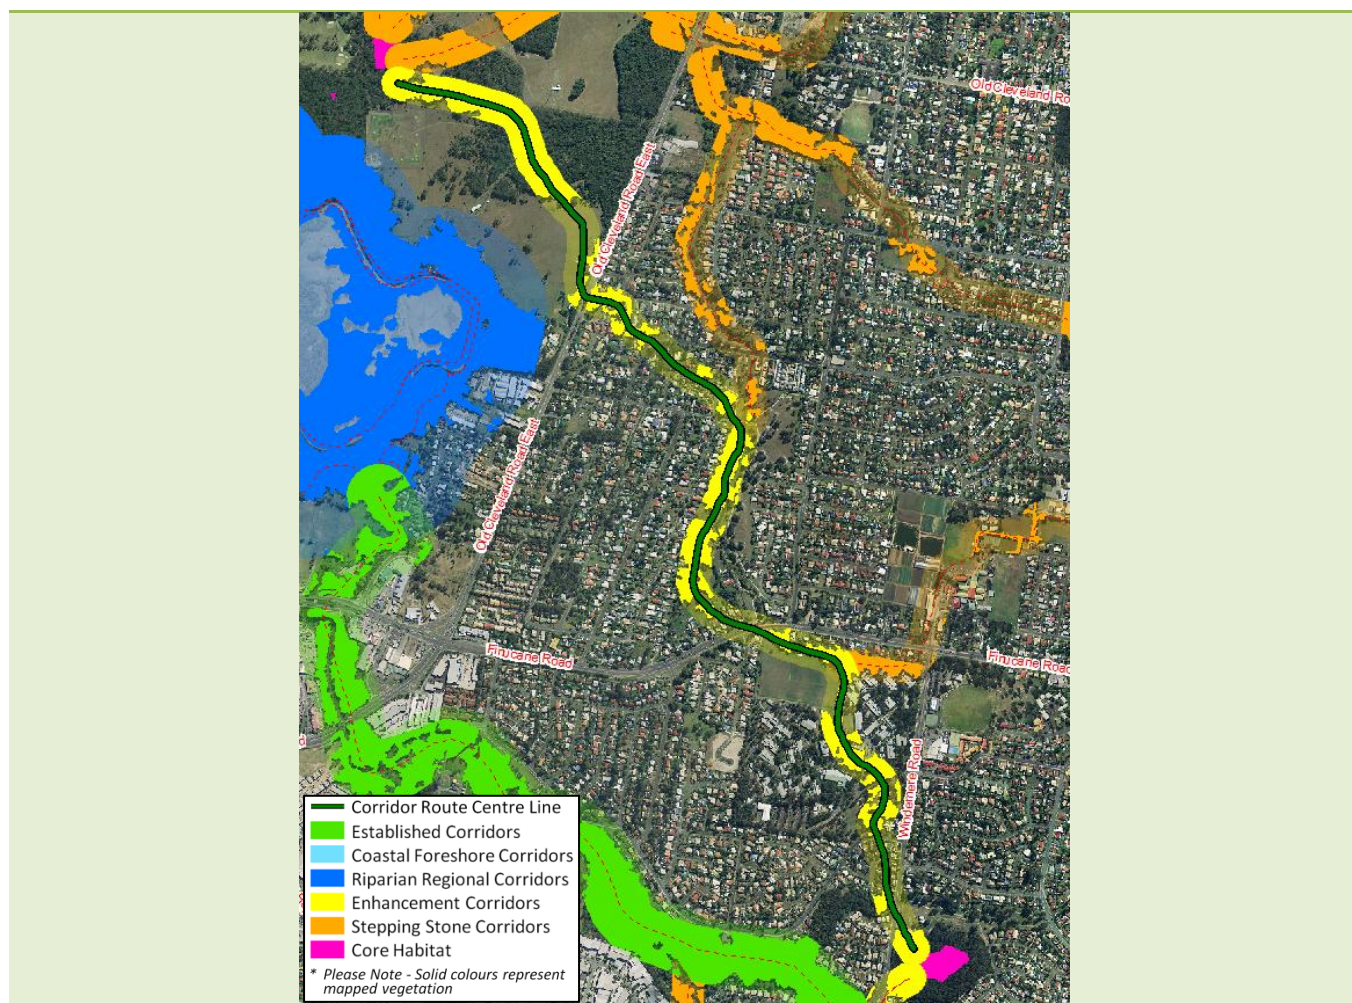 Old Cleveland Ro
Old Cleveland Road East
Old Cleveland Road East
Finucane Road
Finucane Road
Windemere Road
d
Corridor Route Centre Line
Established Corridors
Coastal Foreshore Corridors
Riparian Regional Corridors
Enhancement Corridors
Stepping Stone Corridors
Core Habitat
* Please Note - Solid colours represent
mapped vegetation